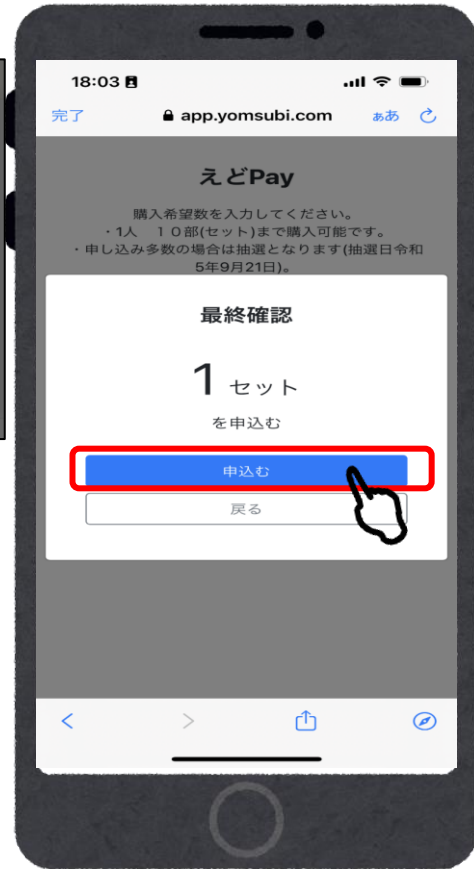 18:03
完了
app.yomsubi.com
ぁあ
えどPay
購入希望数を入力してください。
・1人　１０部(セット)まで購入可能です。
・申し込み多数の場合は抽選となります(抽選日令和
5年9月21日)。
最終確認
1 セット
を申込む
申込む
戻る